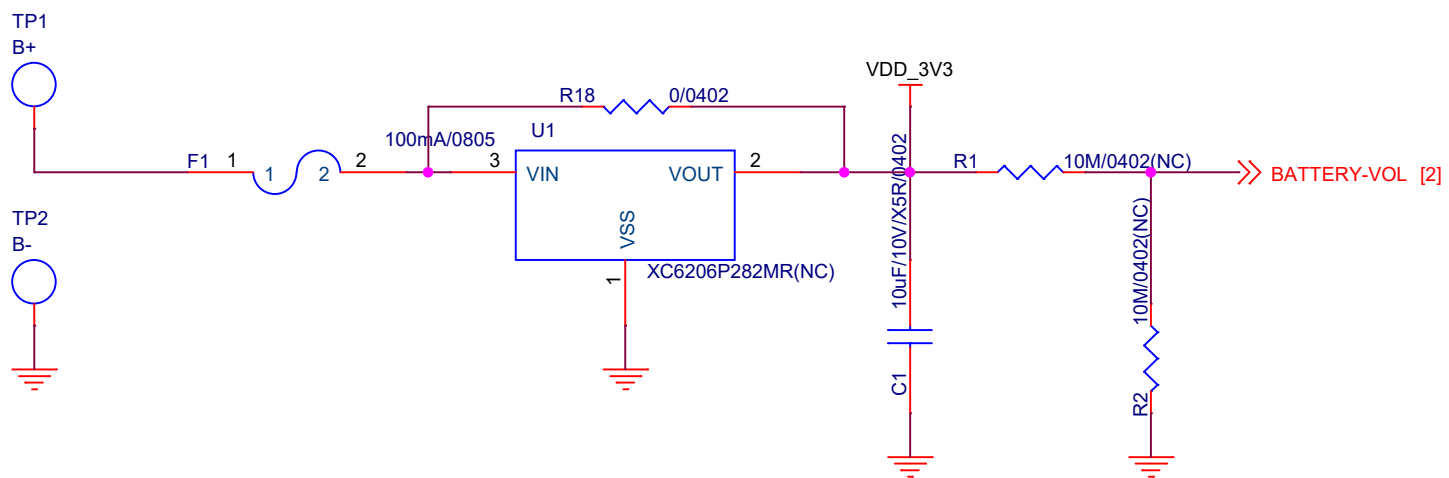 TP1
B+
TP2
B-
F1
1
1
2
2
100mA/0805
R18
0/0402
U1
3
VIN
VOUT
2
VSS
1
XC6206P282MR(NC)
VDD_3V3
10uF/10V/X5R/0402
C1
R1
10M/0402(NC)
10M/0402(NC)
R2
BATTERY-VOL [2]